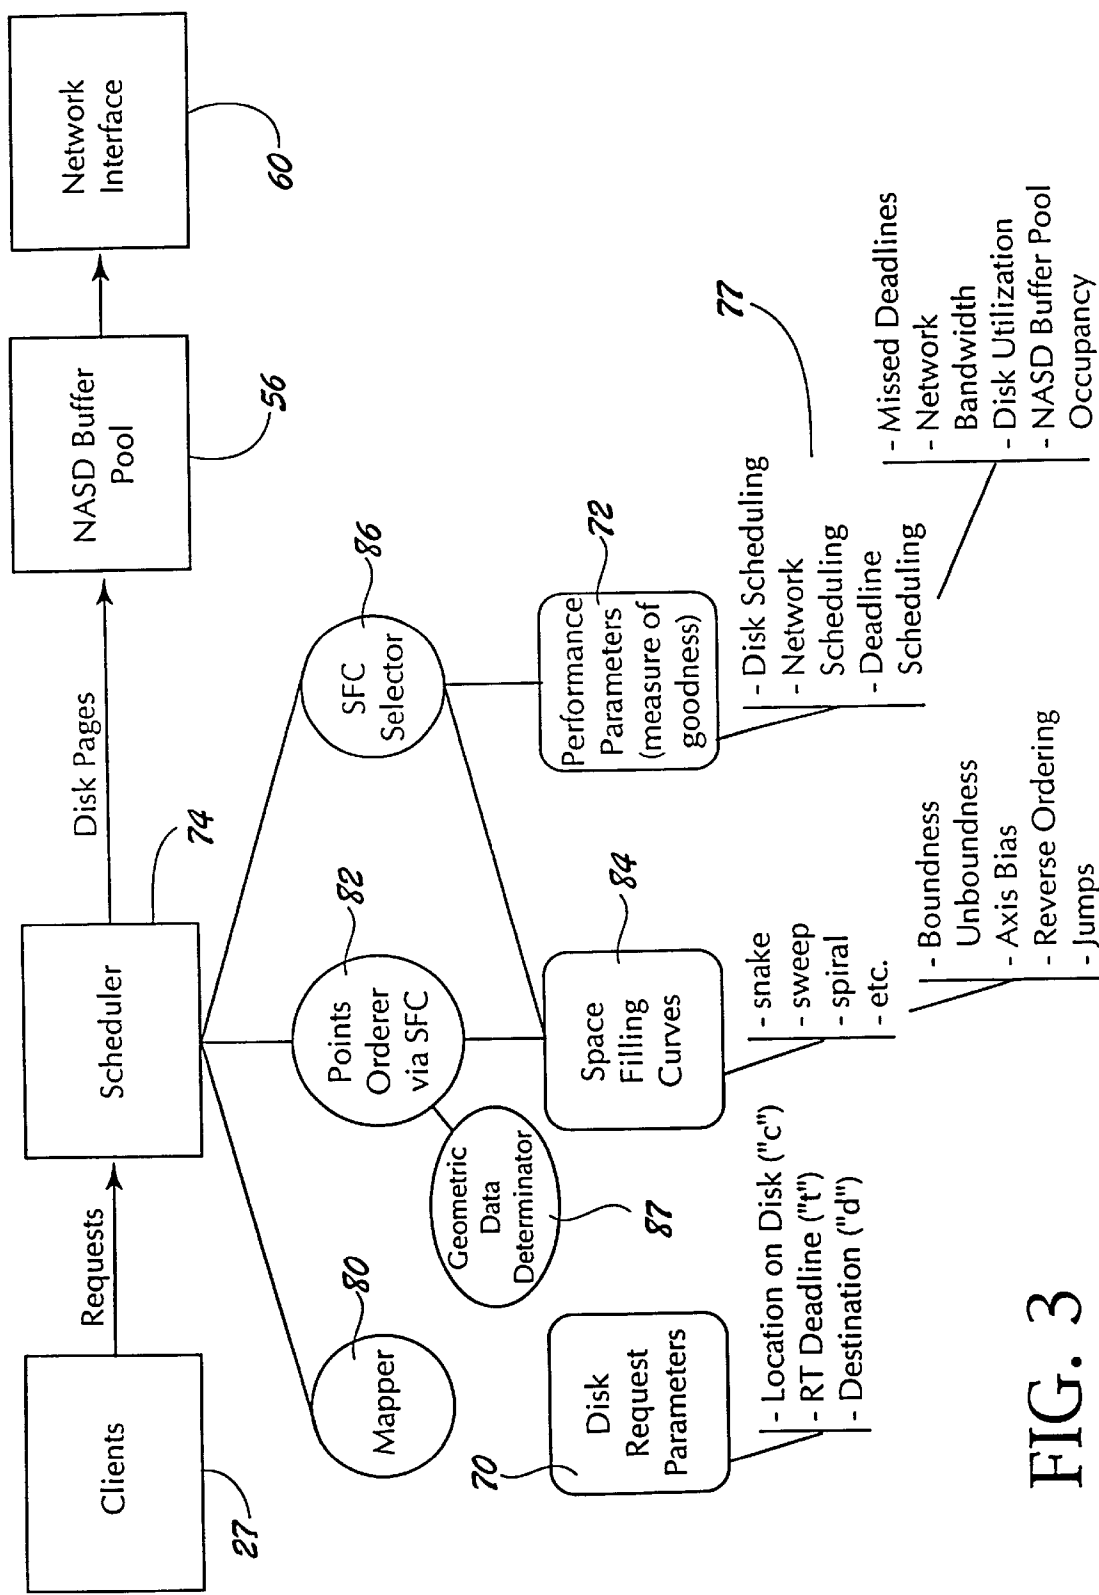 Clients
27
Requests
Scheduler
74
Disk Pages
NASD Buffer
Pool
56
Network
Interface
60
Mapper
80
Points
Orderer
via SFC
82
SFC
Selector
86
Geometric
Data
Determinator
87
70
Disk
Request
Parameters
Space
Filling
Curves
84
Performance
Parameters
(measure of
goodness)
72
- Location on Disk ("c")
- RT Deadline ("t")
- Destination ("d")
- snake
- sweep
- spiral
- etc.
- Boundness
Unboundness
- Axis Bias
- Reverse Ordering
- Jumps
- Disk Scheduling
- Network
Scheduling
- Deadline
Scheduling
77
- Missed Deadlines
- Network
Bandwidth
- Disk Utilization
- NASD Buffer Pool
Occupancy
FIG. 3